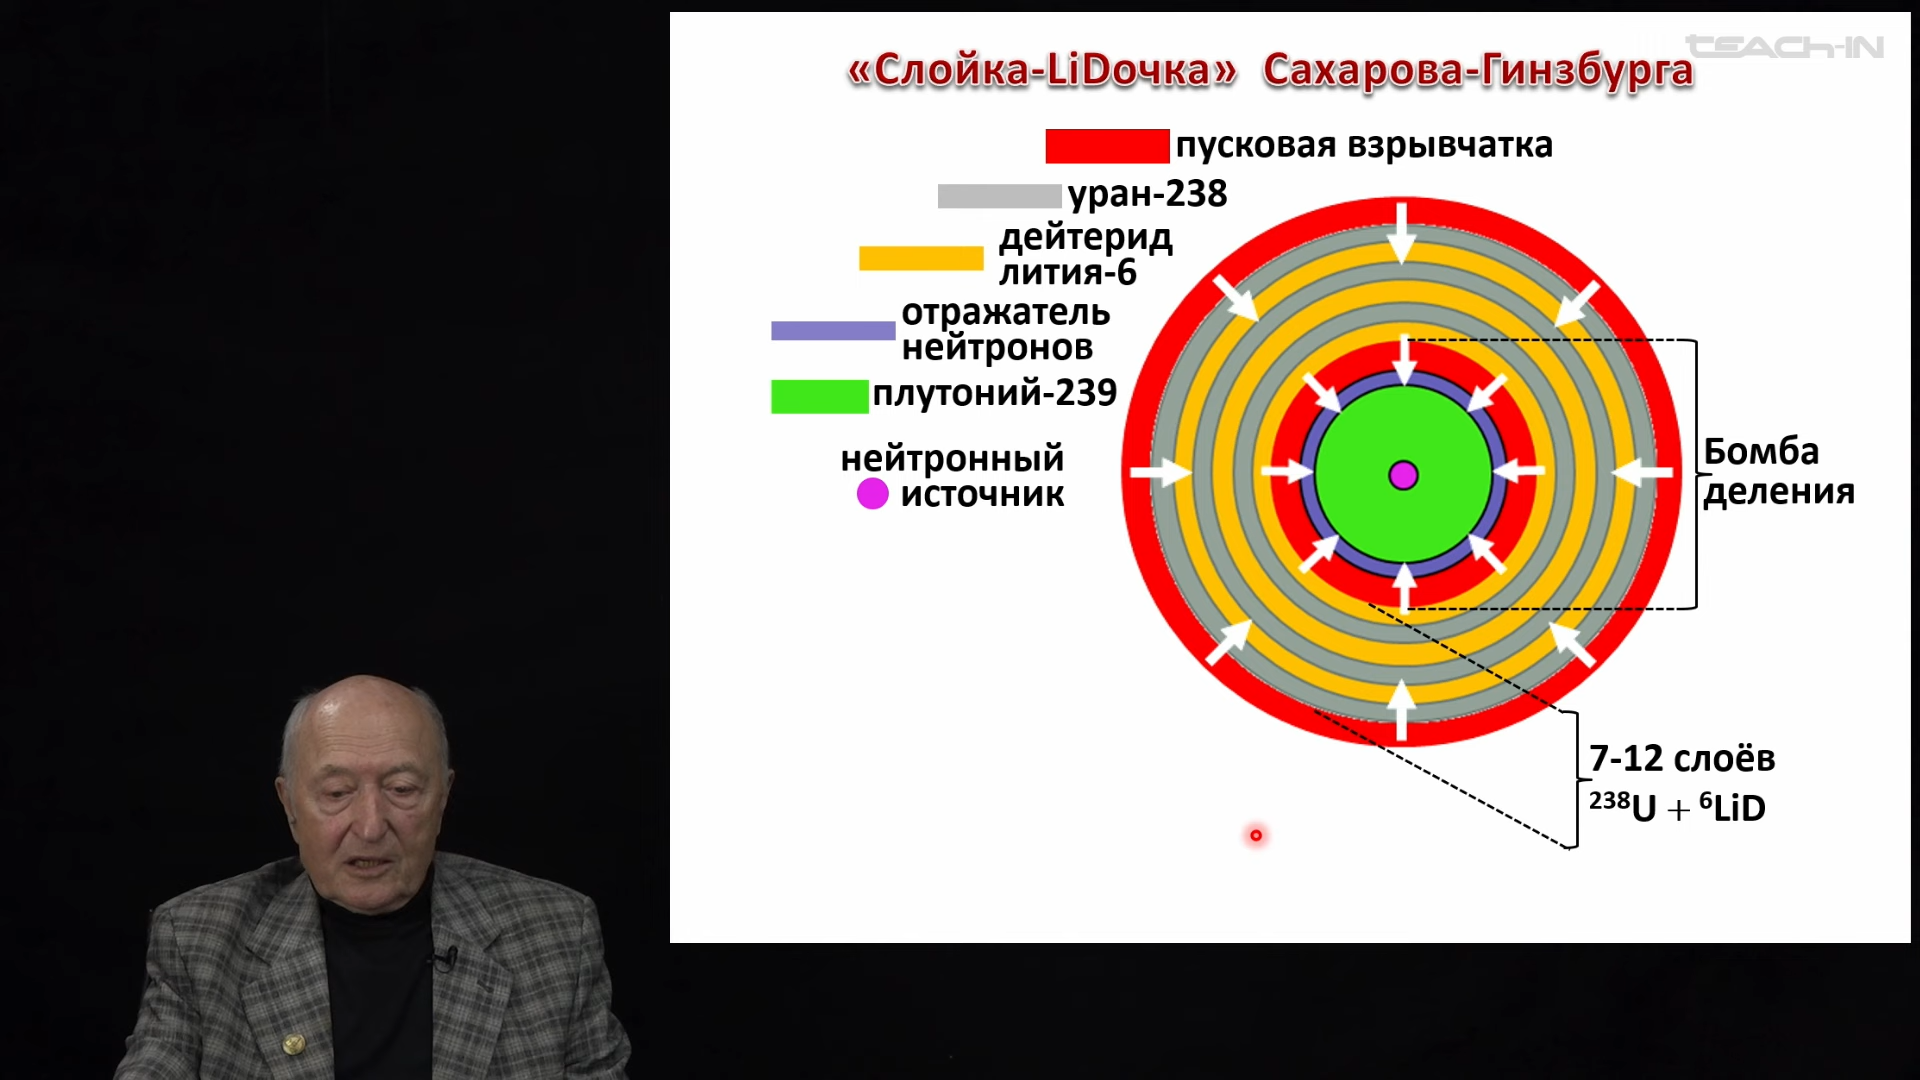 teach-in
«Слойка-LiDочка» Сахарова-Гинзбурга
пусковая взрывчатка
уран-238
дейтерид
лития-6
отражатель
нейтронов
плутоний-239
нейтронный
источник
Бомба
деления
7-12 слоёв
²³⁸U + ⁶LiD